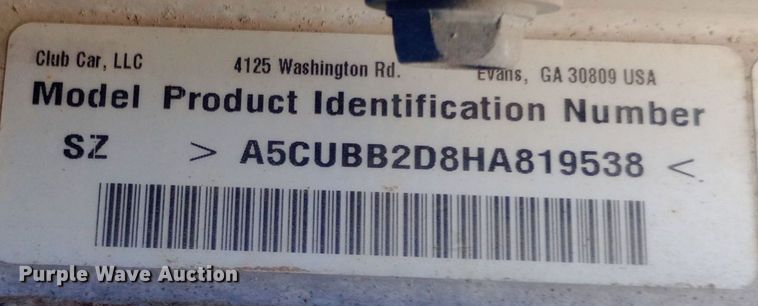 Club Car, LLC 4125 Washington Rd. Evans, GA 30809 USA
Model Product Identification Number
SZ > A5CUBB2D8HA819538 <
Purple Wave Auction